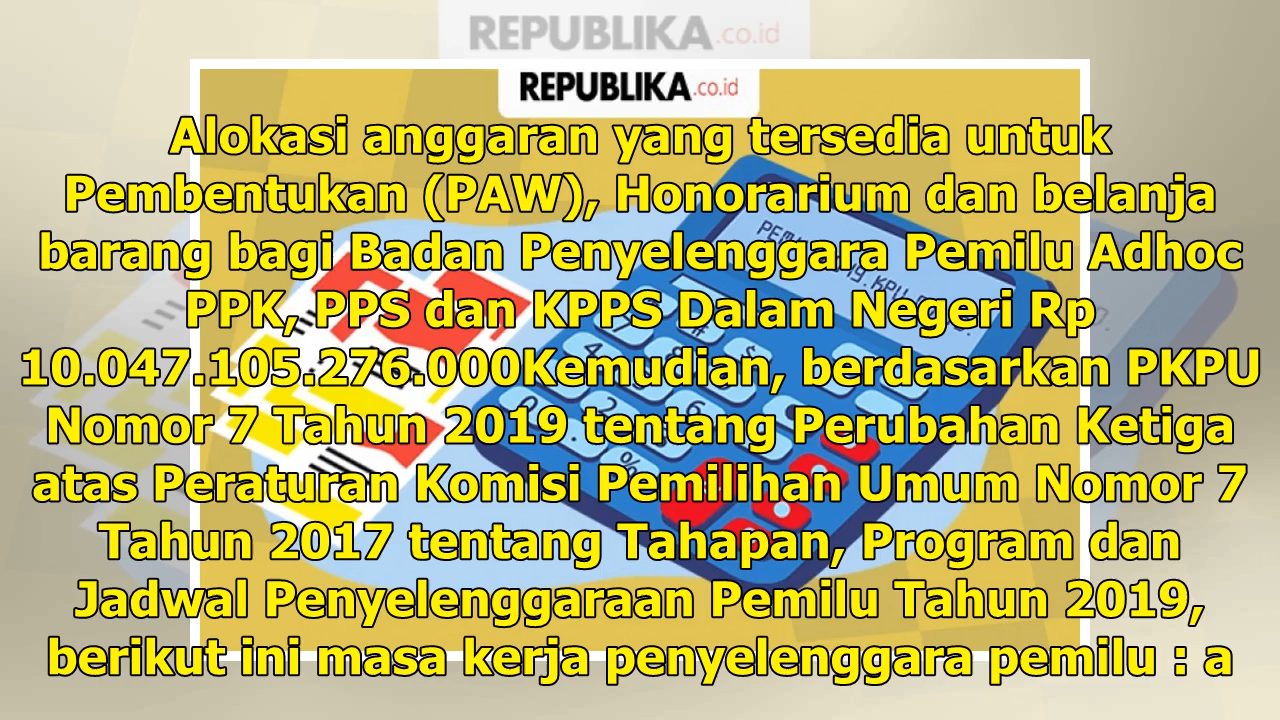 REPUBLIKA.co.id
REPUBLIKA.co.id
Alokasi anggaran yang tersedia untuk
Pembentukan (PAW), Honorarium dan belanja
barang bagi Badan Penyelenggara Pemilu Adhoc
PPK, PPS dan KPPS Dalam Negeri Rp
10.047.105.276.000Kemudian, berdasarkan PKPU
Nomor 7 Tahun 2019 tentang Perubahan Ketiga
atas Peraturan Komisi Pemilihan Umum Nomor 7
Tahun 2017 tentang Tahapan, Program dan
Jadwal Penyelenggaraan Pemilu Tahun 2019,
berikut ini masa kerja penyelenggara pemilu : a